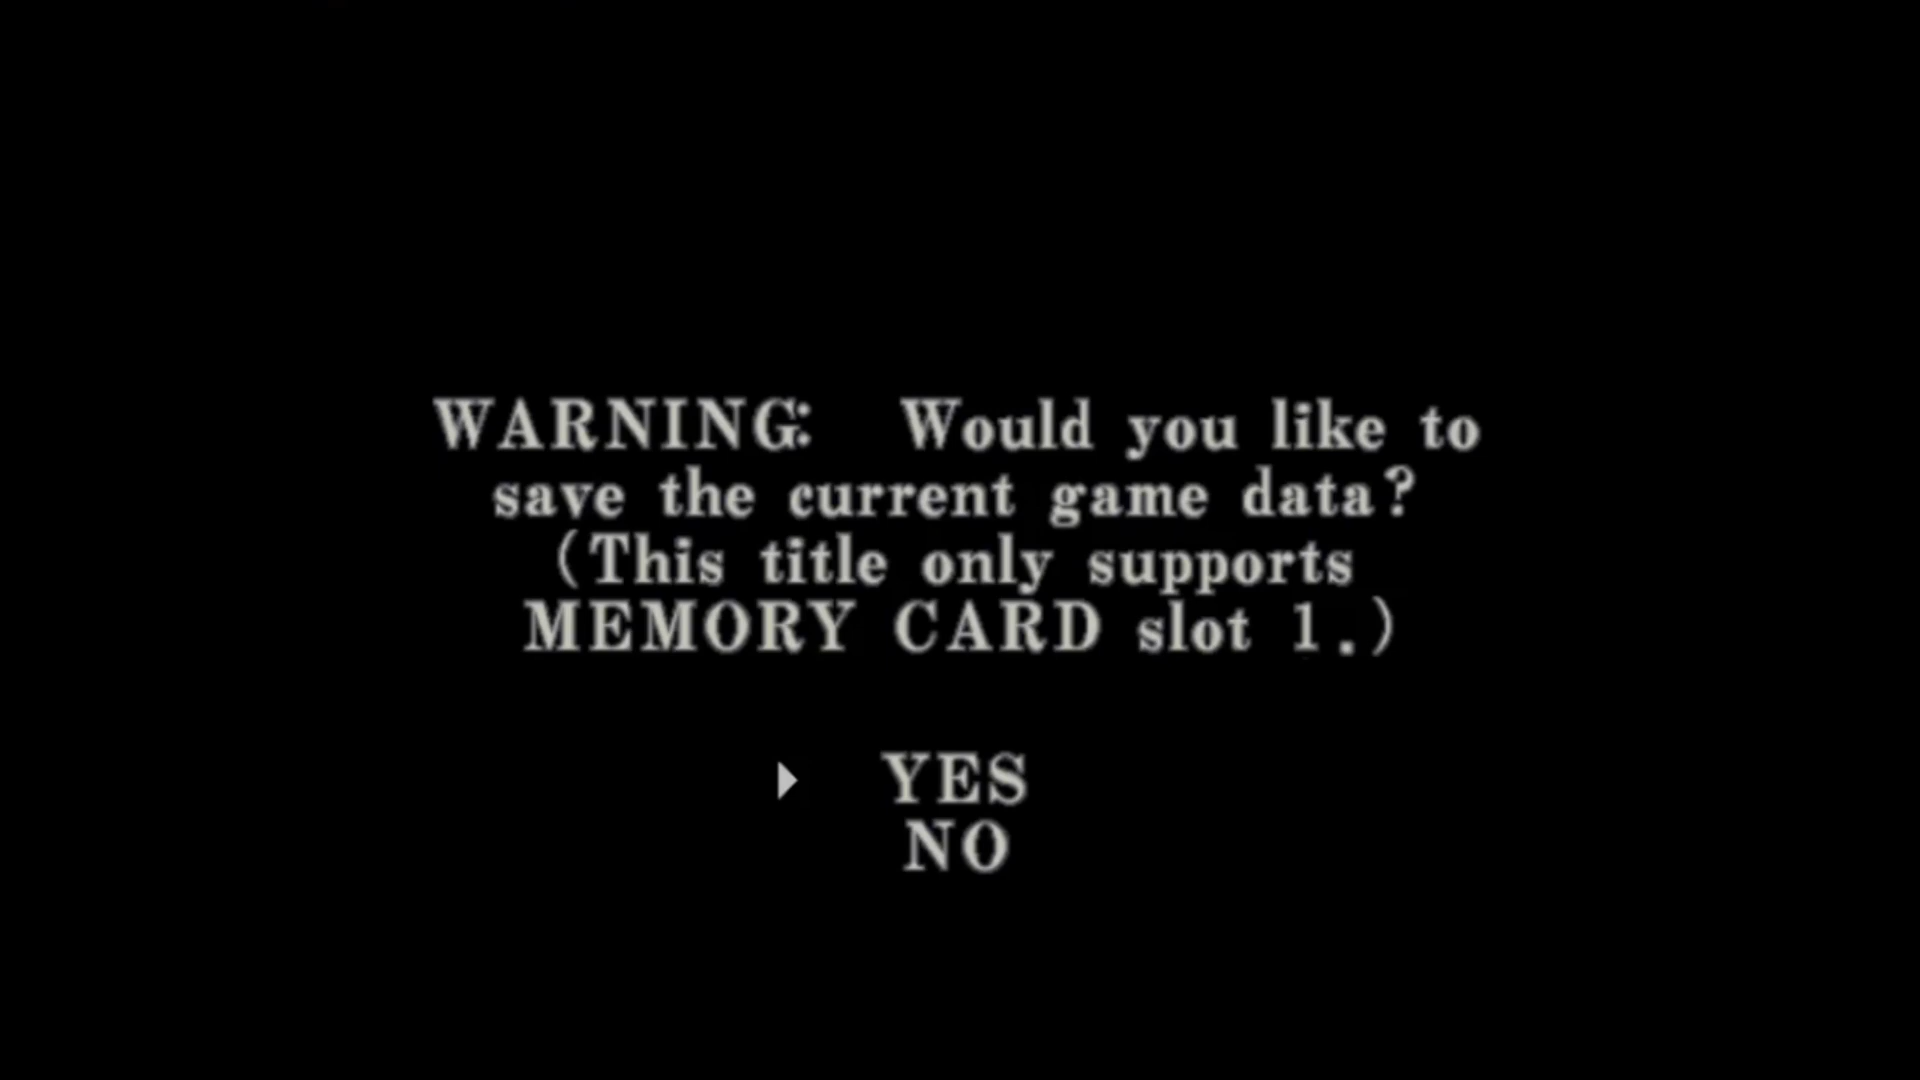 WARNING: Would you like to
save the current game data?
(This title only supports
MEMORY CARD slot 1.)
YES
NO